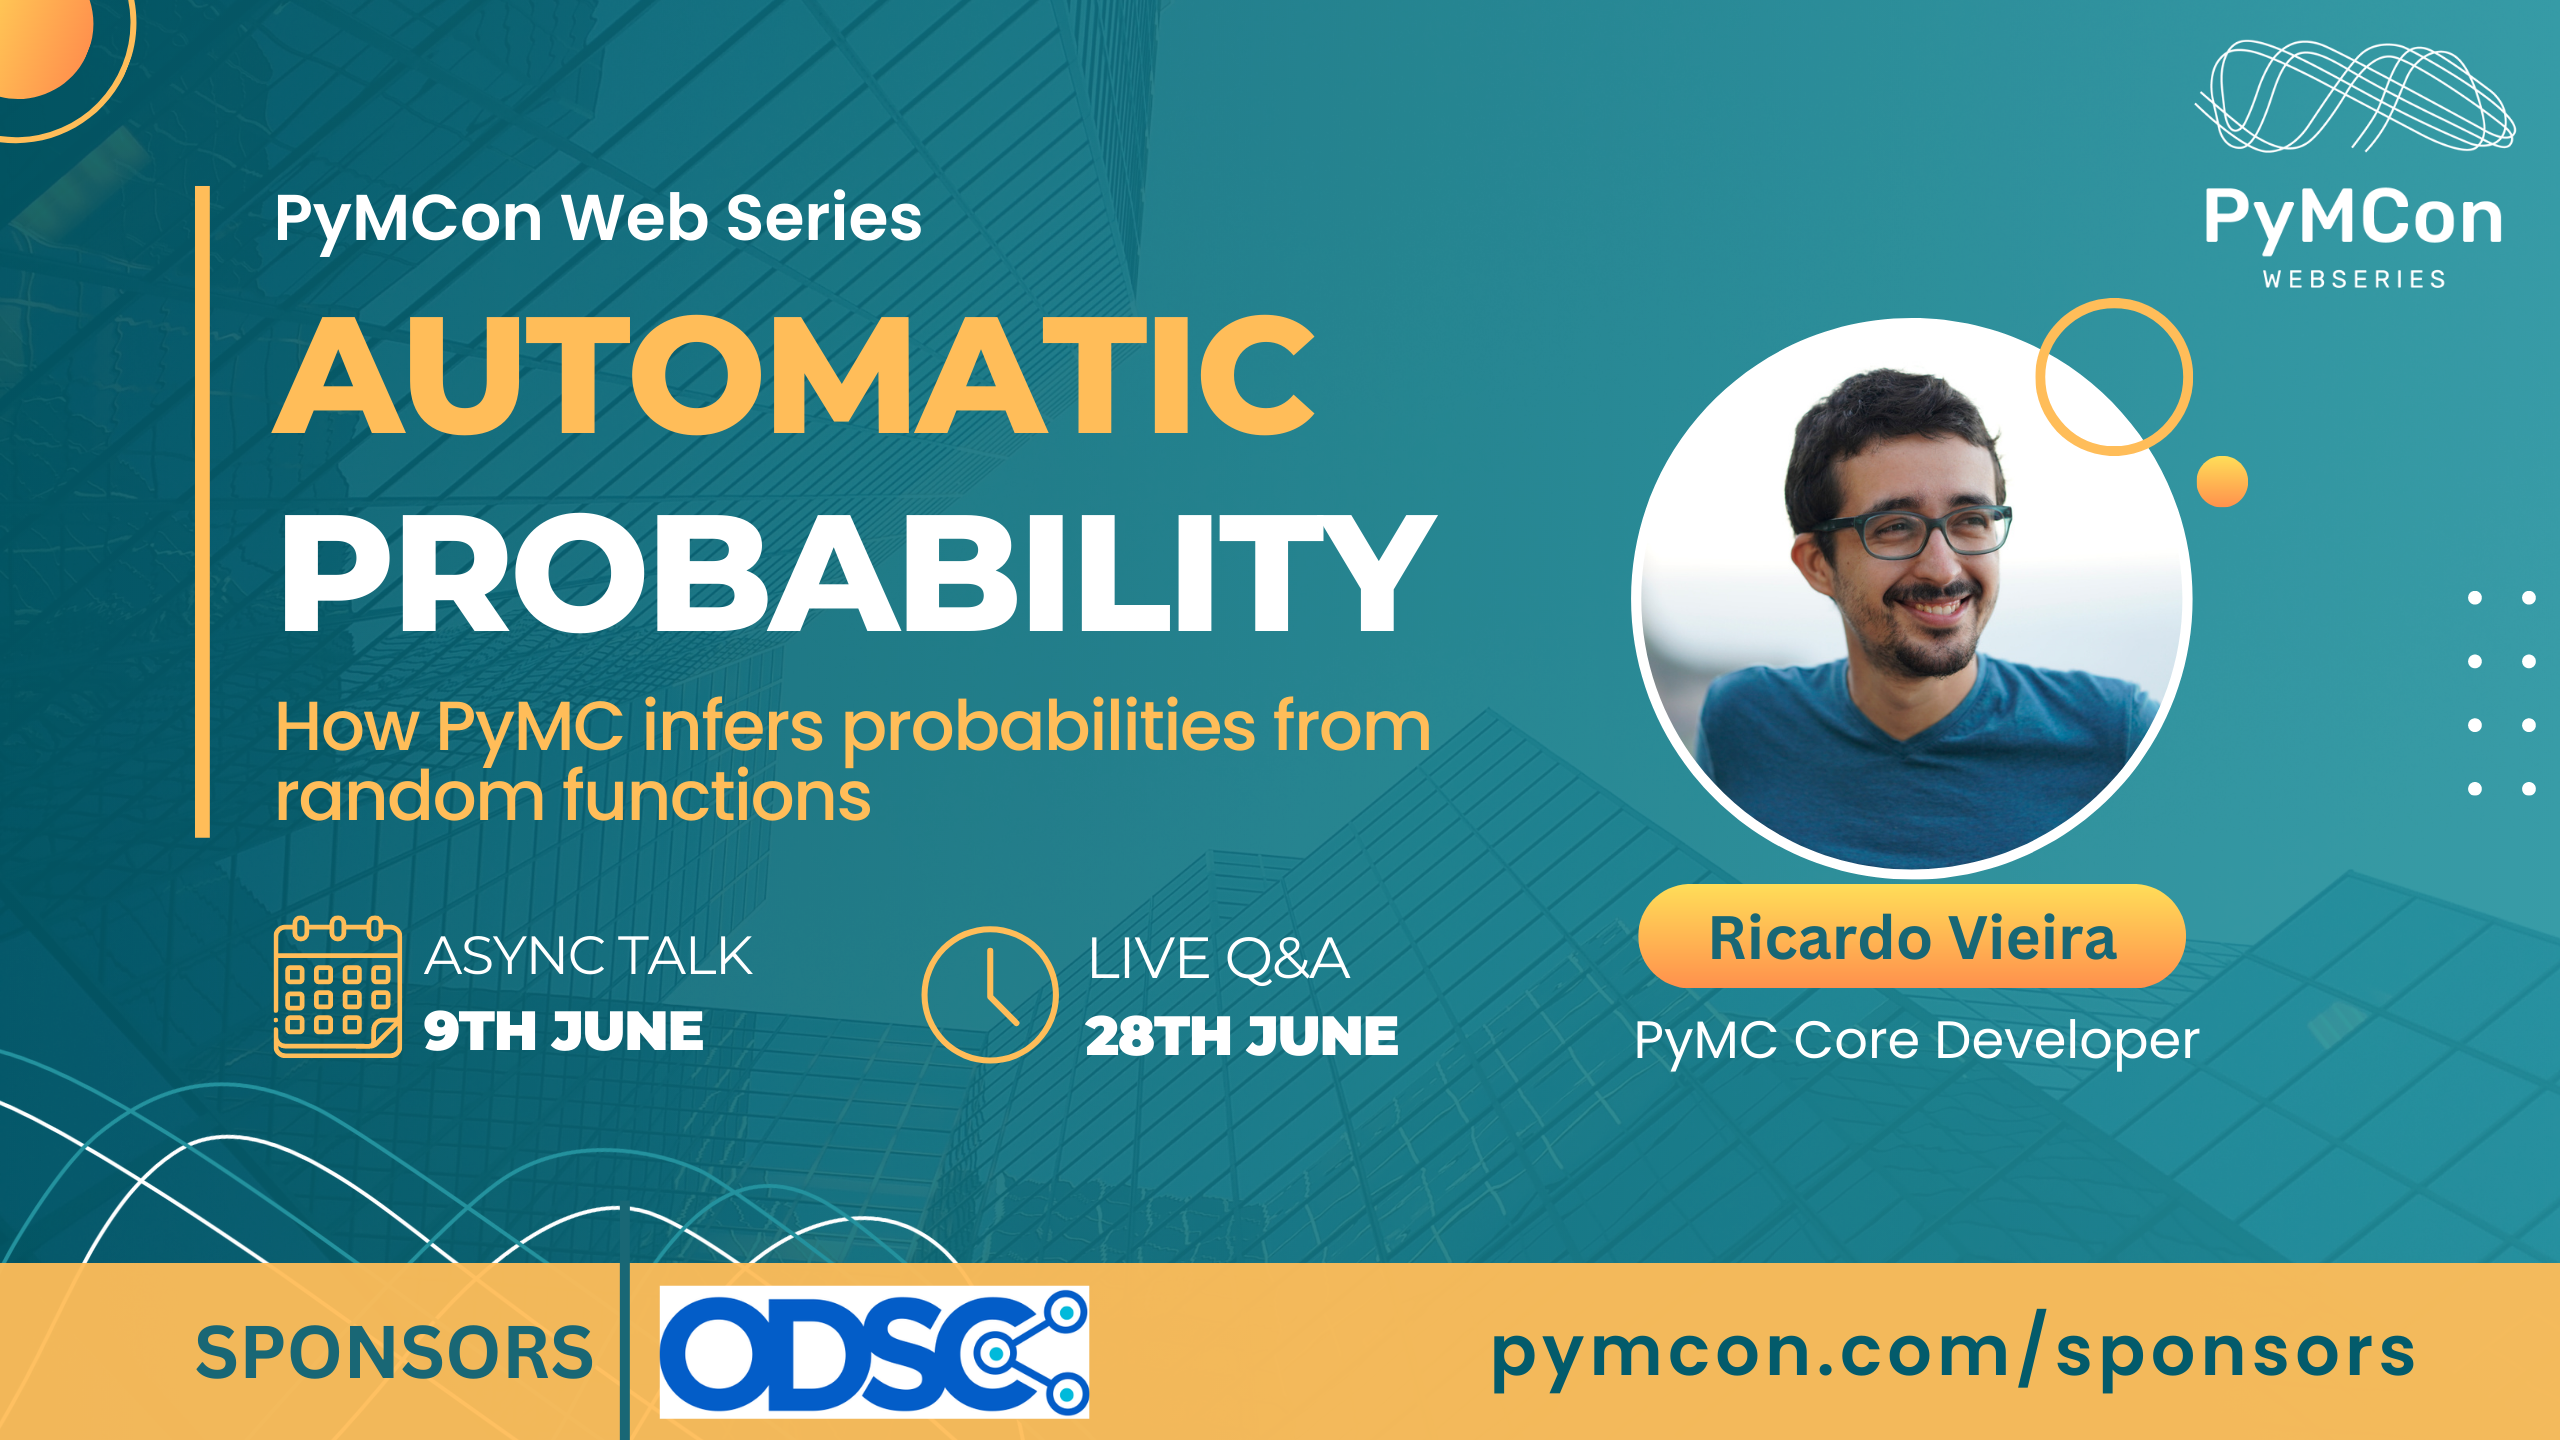 PyMCon Web Series
AUTOMATIC
PROBABILITY
How PyMC infers probabilities from
random functions
ASYNC TALK
9TH JUNE
LIVE Q&A
28TH JUNE
PyMCon
WEBSERIES
Ricardo Vieira
PyMC Core Developer
SPONSORS
ODSC
pymcon.com/sponsors